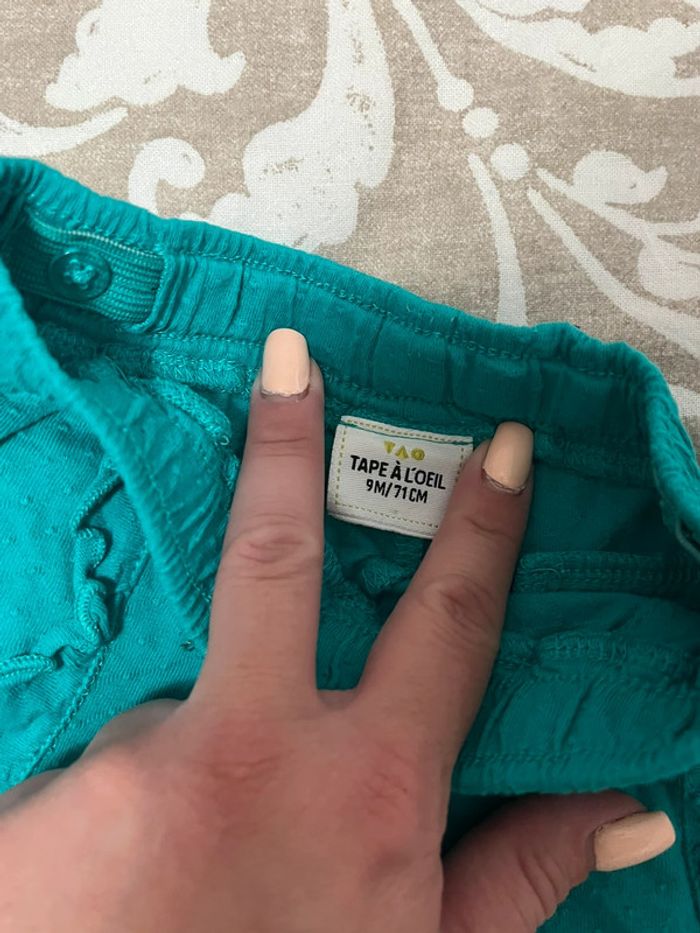 TAO
TAPE À L'OEIL
9M/71CM